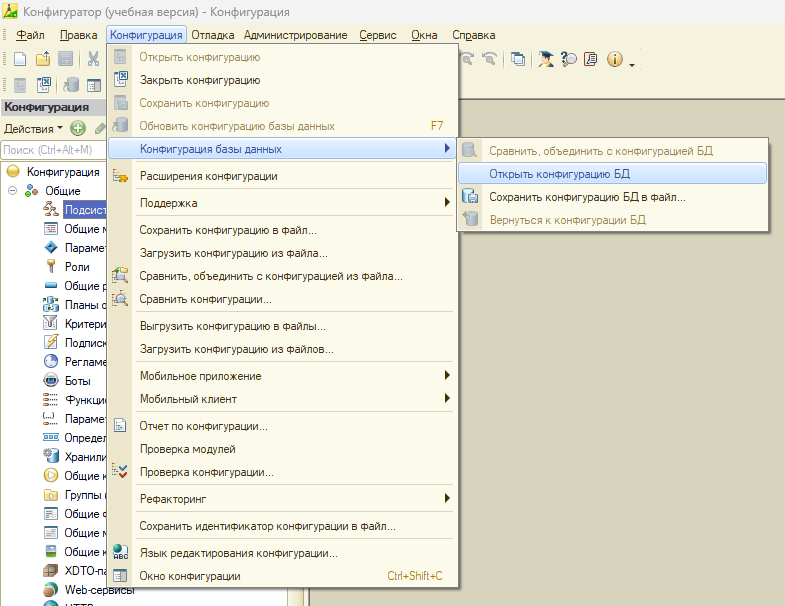 Конфигуратор (учебная версия) - Конфигурация
Файл Правка Конфигурация Отладка Администрирование Сервис Окна Справка
Конфигурация
Действия
Поиск (Ctrl+Alt+M)
Конфигурация
Общие
Подсист
Общие м
Парамет
Роли
Общие р
Планы о
Критери
Подписк
Регламе
Боты
Функцис
Парамет
Определ
Хранили
Общие к
Группы
Общие ф
Общие м
Общие к
XDTO-па
Web-сервисы
Открыть конфигурацию
Закрыть конфигурацию
Сохранить конфигурацию
Обновить конфигурацию базы данных F7
Конфигурация базы данных
Расширения конфигурации
Поддержка
Сохранить конфигурацию в файл...
Загрузить конфигурацию из файла...
Сравнить, объединить с конфигурацией из файла...
Сравнить конфигурации...
Выгрузить конфигурацию в файлы...
Загрузить конфигурацию из файлов...
Мобильное приложение
Мобильный клиент
Отчет по конфигурации...
Проверка модулей
Проверка конфигурации...
Рефакторинг
Сохранить идентификатор конфигурации в файл...
Язык редактирования конфигурации...
Окно конфигурации Ctrl+Shift+C
Сравнить, объединить с конфигурацией БД
Открыть конфигурацию БД
Сохранить конфигурацию БД в файл...
Вернуться к конфигурации БД